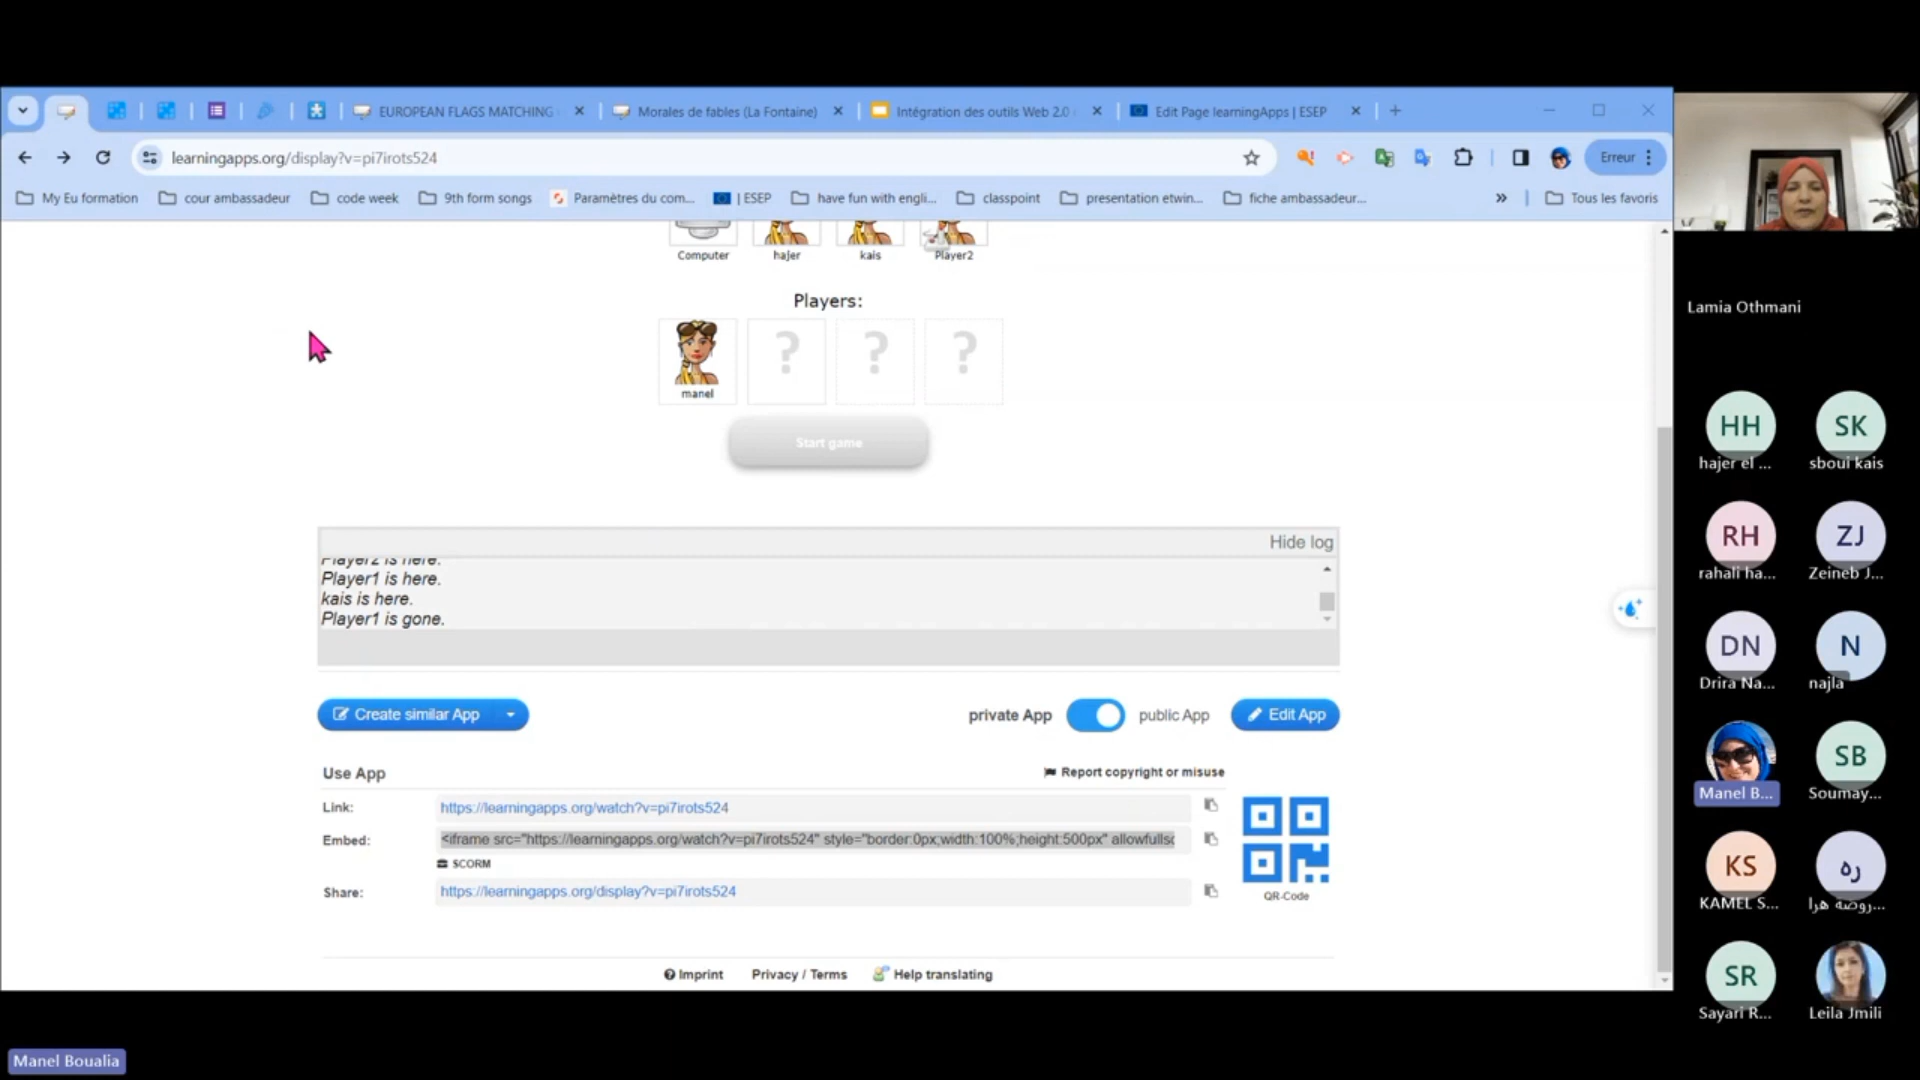 EUROPEAN FLAGS MATCHING
Morales de fables (La Fontaine)
Intégration des outils Web 2.0
Edit Page learningApps | ESEP
learningapps.org/display?v=pi7irots524
Erreur
My Eu formation
cour ambassadeur
code week
9th form songs
Paramètres du com...
| ESEP
have fun with engli...
classpoint
presentation etwin...
fiche ambassadeur...
»
Tous les favoris
Computer
hajer
kais
Player2
Players:
? ? ?
manel
Start game
Hide log
Player2 is here.
Player1 is here.
kais is here.
Player1 is gone.
Create similar App
private App
public App
Edit App
Use App
Report copyright or misuse
Link:
https://learningapps.org/watch?v=pi7irots524
Embed:
<iframe src="https://learningapps.org/watch?v=pi7irots524" style="border:0px;width:100%;height:500px" allowfullsc
SCORM
Share:
https://learningapps.org/display?v=pi7irots524
QR-Code
Imprint
Privacy / Terms
Help translating
Lamia Othmani
HH
SK
hajer el ...
sboui kais
RH
ZJ
rahali ha...
Zeineb J...
DN
N
Drira Na...
najla
SB
Manel B...
Soumay...
KS
ره
KAMEL S...
روضه هرا...
SR
Sayari R...
Leila Jmili
Manel Boualia